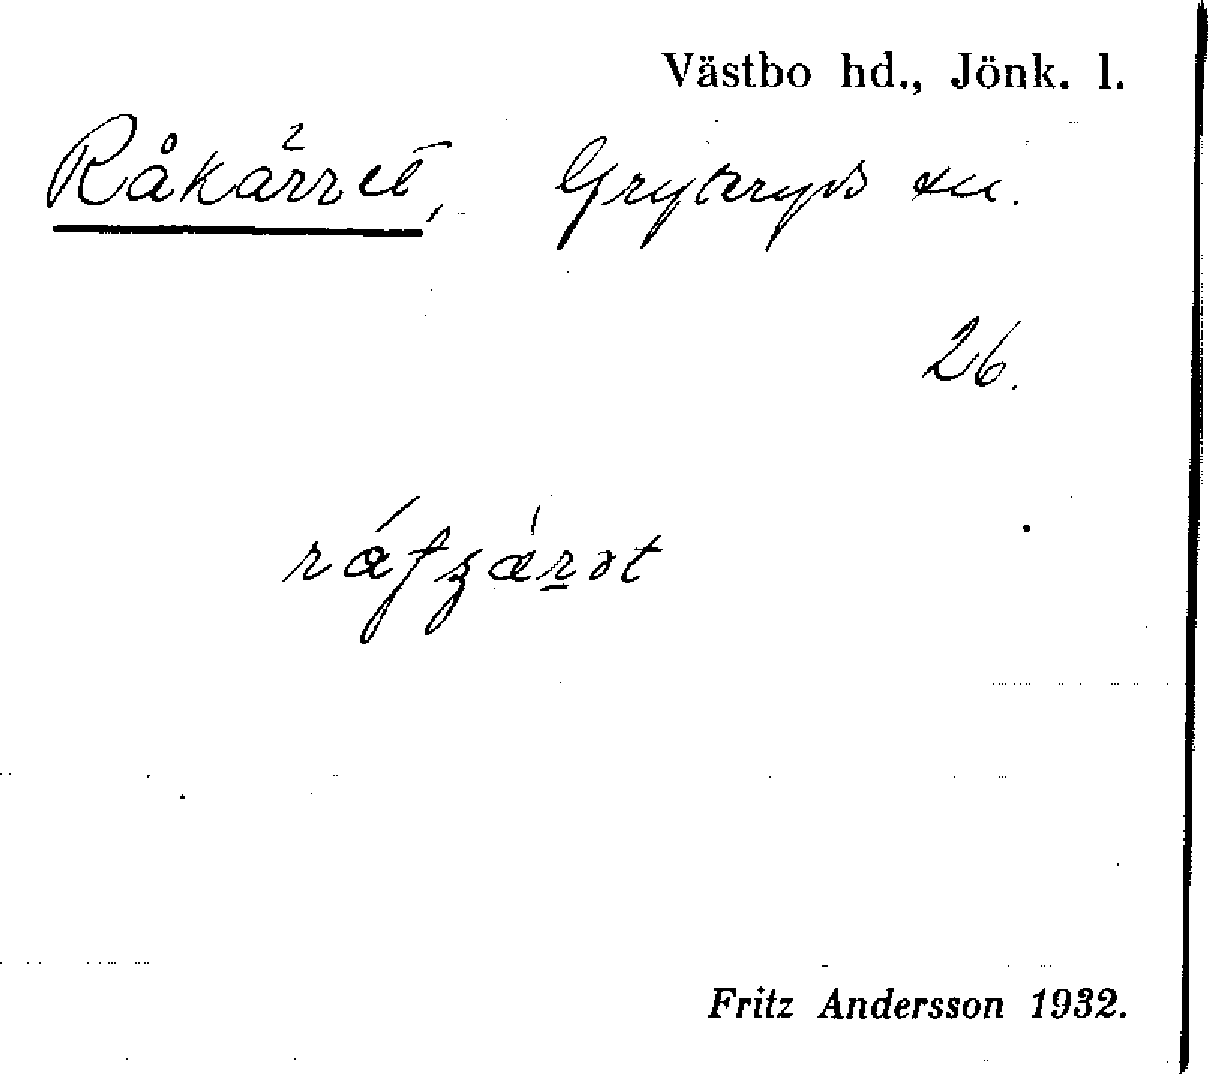 Västbo hd., Jönk. l.
Råkärret, Gryteryds sn.
26.
Fritz Andersson 1932.